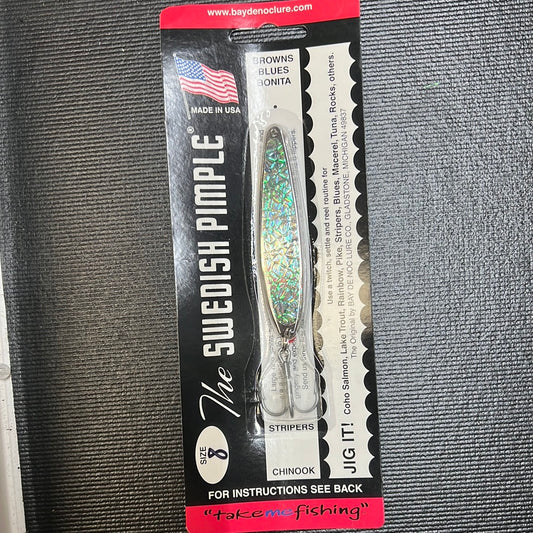 www.baydenoclure.com
MADE IN USA
The SWEDISH PIMPLE®
SIZE 8
BROWNS
BLUES
BONITA
STRIPERS
CHINOOK
JIG IT!
Use a twitch, settle and reel routine for
Coho Salmon, Lake Trout, Rainbow, Pike, Stripers, Blues, Macerel, Tuna, Rocks, others.
The Original by BAY DE NOC LURE CO. GLADSTONE, MICHIGAN 49837
FOR INSTRUCTIONS SEE BACK
"takemefishing"